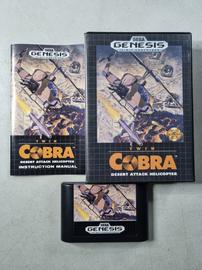 SEGA
GENESIS
TWIN
COBRA
DESERT ATTACK HELICOPTER
INSTRUCTION MANUAL
SEGA
GENESIS
TWIN
COBRA
DESERT ATTACK HELICOPTER
SEGA
GENESIS